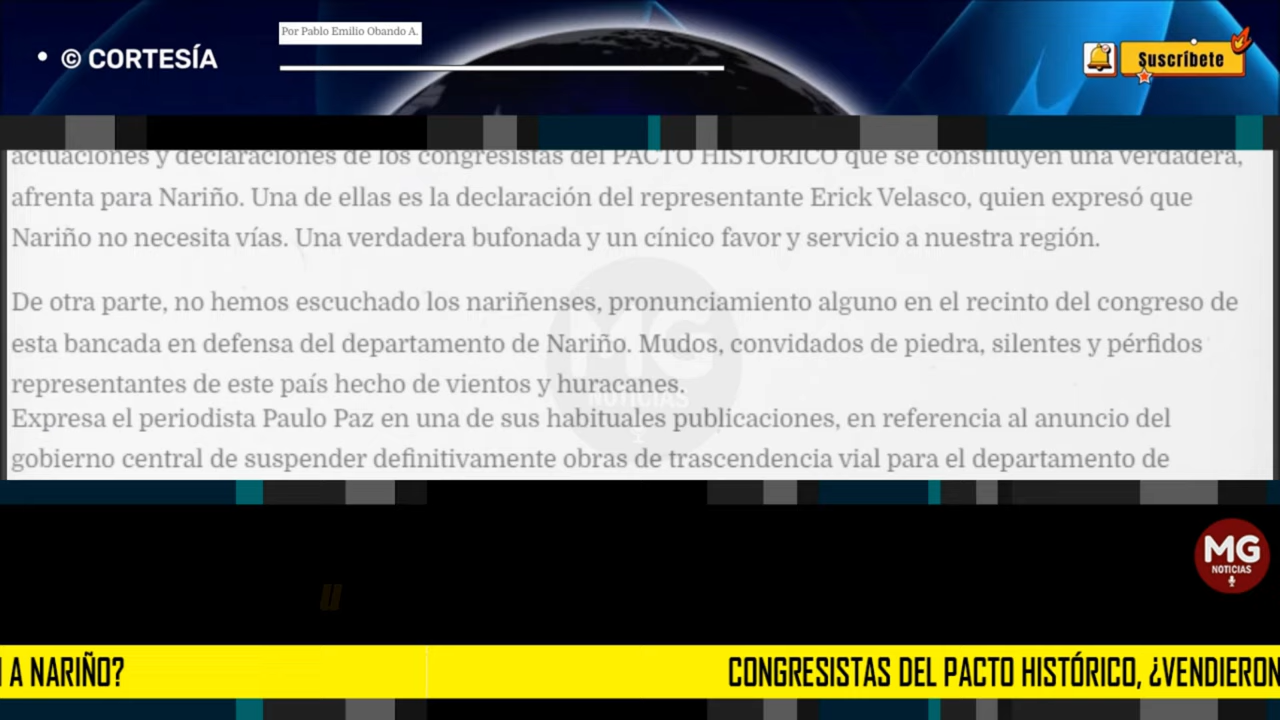 Por Pablo Emilio Obando A.
• © CORTESÍA
Suscríbete
actuaciones y declaraciones de los congresistas del PACTO HISTÓRICO que se constituyen una verdadera,
afrenta para Nariño. Una de ellas es la declaración del representante Erick Velasco, quien expresó que
Nariño no necesita vías. Una verdadera bufonada y un cínico favor y servicio a nuestra región.
De otra parte, no hemos escuchado los nariñenses, pronunciamiento alguno en el recinto del congreso de
esta bancada en defensa del departamento de Nariño. Mudos, convidados de piedra, silentes y pérfidos
representantes de este país hecho de vientos y huracanes.
Expresa el periodista Paulo Paz en una de sus habituales publicaciones, en referencia al anuncio del
gobierno central de suspender definitivamente obras de trascendencia vial para el departamento de
MG
NOTICIAS
MG
NOTICIAS
A NARIÑO?
CONGRESISTAS DEL PACTO HISTÓRICO, ¿VENDIERON